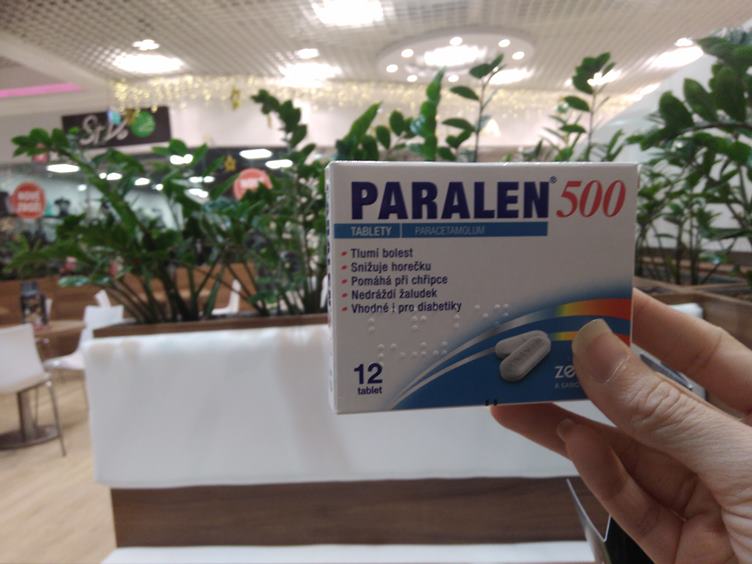 PARALEN® 500
TABLETY PARACETAMOLUM
Tlumí bolest
Snižuje horečku
Pomáhá při chřipce
Nedráždí žaludek
Vhodné i pro diabetiky
12
tablet